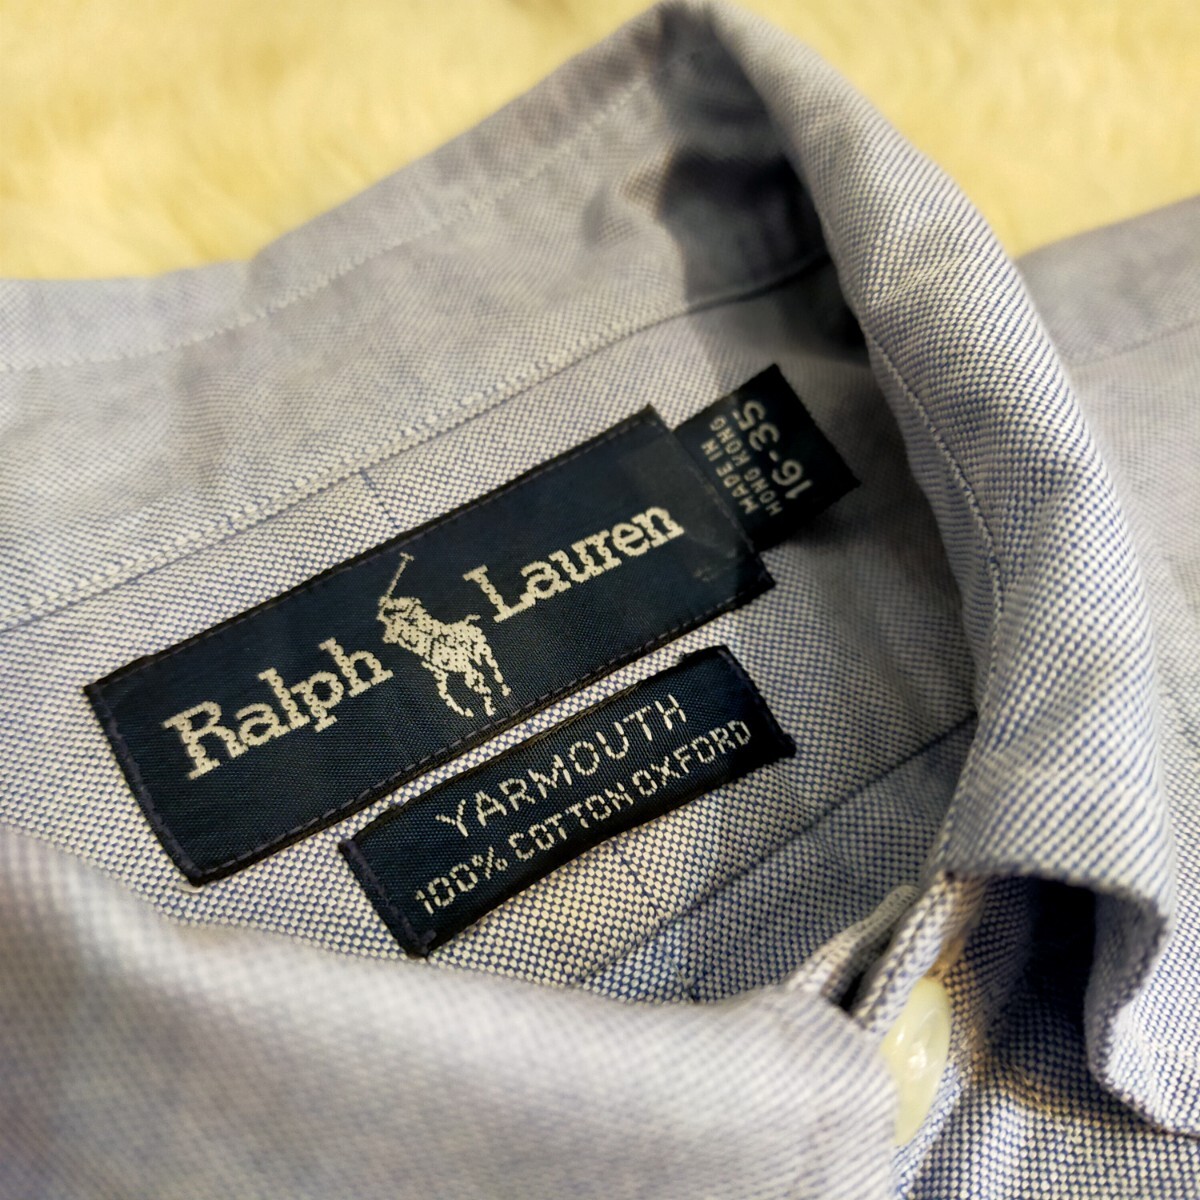 Ralph Lauren
16-35
MADE IN
HONG KONG
YARMOUTH
100% COTTON OXFORD